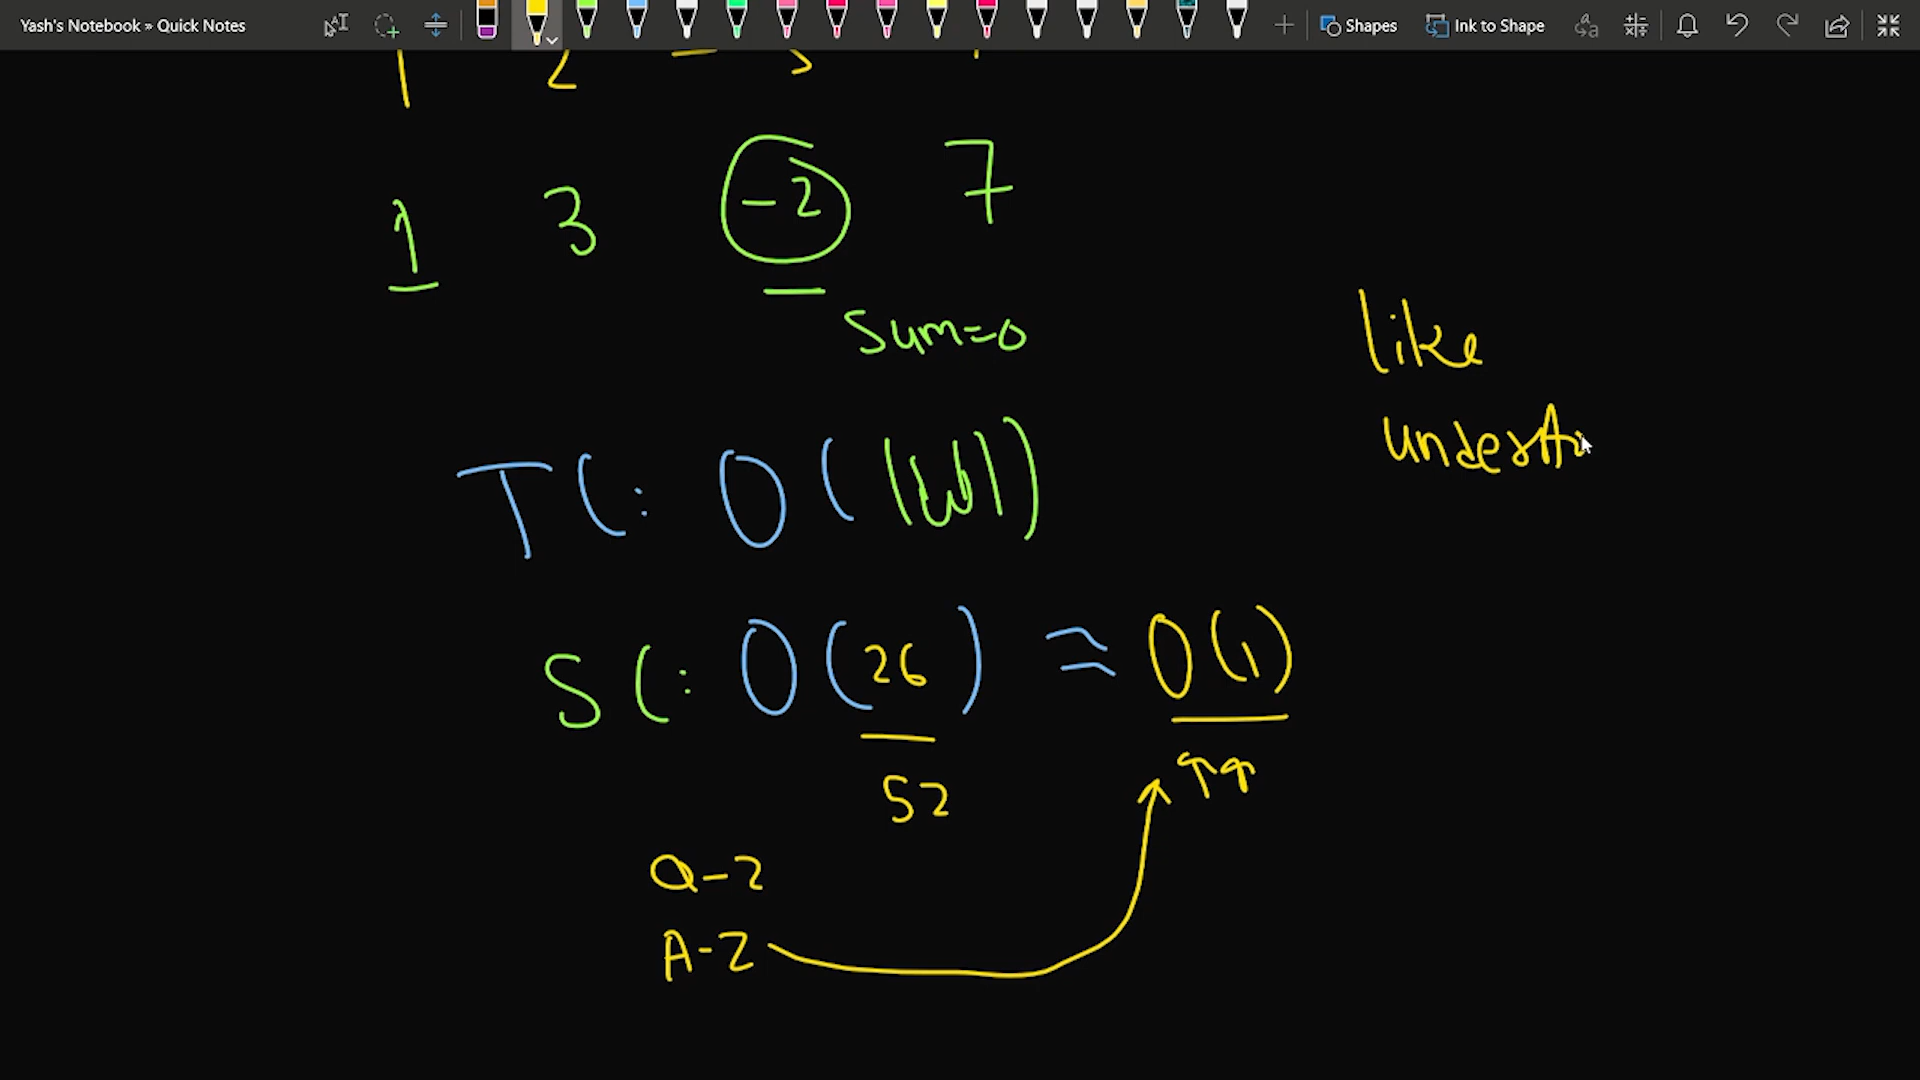 Yash's Notebook » Quick Notes
Shapes
Ink to Shape
1 2 - 3
1 3 -2 7
Sum=0
like
understa
TC: O(|w|)
SC: O(26) ≈ O(1)
52
a-z
A-Z